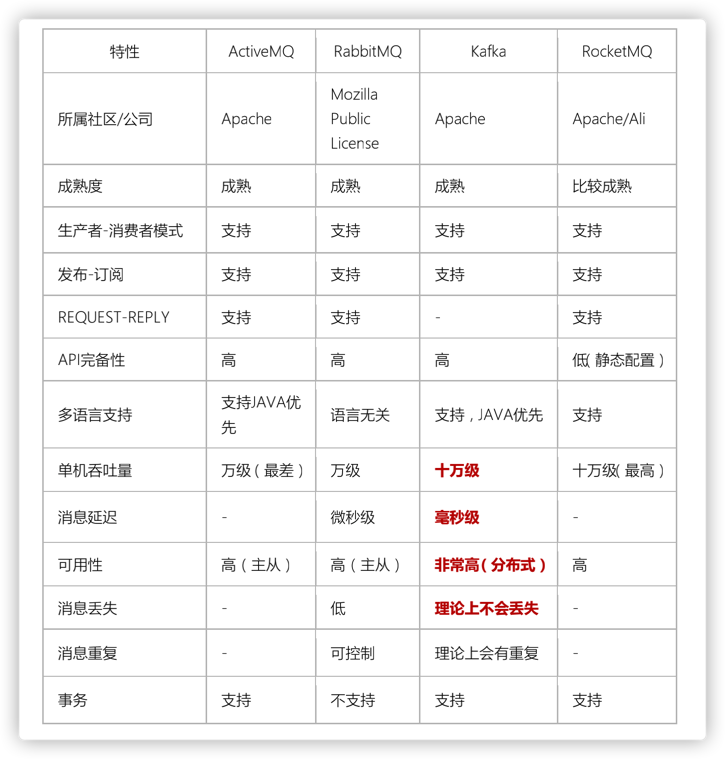 特性 ActiveMQ RabbitMQ Kafka RocketMQ
所属社区/公司 Apache Mozilla Public License Apache Apache/Ali
成熟度 成熟 成熟 成熟 比较成熟
生产者-消费者模式 支持 支持 支持 支持
发布-订阅 支持 支持 支持 支持
REQUEST-REPLY 支持 支持 - 支持
API完备性 高 高 高 低( 静态配置 )
多语言支持 支持JAVA优先 语言无关 支持，JAVA优先 支持
单机吞吐量 万级（最差） 万级 十万级 十万级( 最高 )
消息延迟 - 微秒级 毫秒级 -
可用性 高（主从） 高（主从） 非常高( 分布式 ) 高
消息丢失 - 低 理论上不会丢失 -
消息重复 - 可控制 理论上会有重复 -
事务 支持 不支持 支持 支持